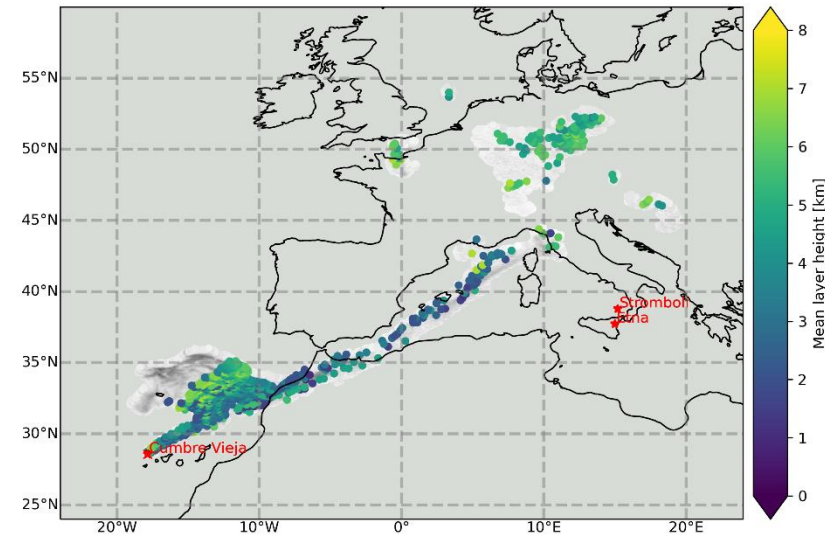 55°N
50°N
45°N
40°N
35°N
30°N
25°N
20°W
10°W
0°
10°E
20°E
Stromboli
Etna
Cumbre Vieja
8
7
6
5
4
3
2
1
0
Mean layer height [km]